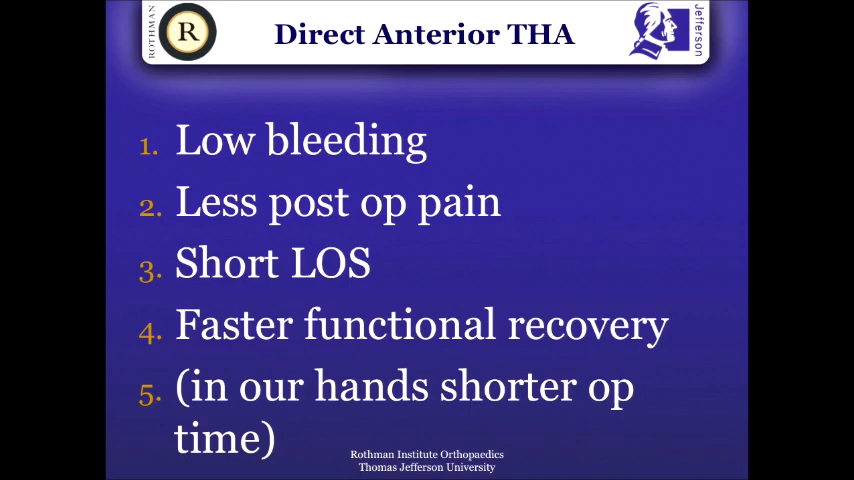 ROTHMAN
R
Direct Anterior THA
Jefferson
1. Low bleeding
2. Less post op pain
3. Short LOS
4. Faster functional recovery
5. (in our hands shorter op
time)
Rothman Institute Orthopaedics
Thomas Jefferson University